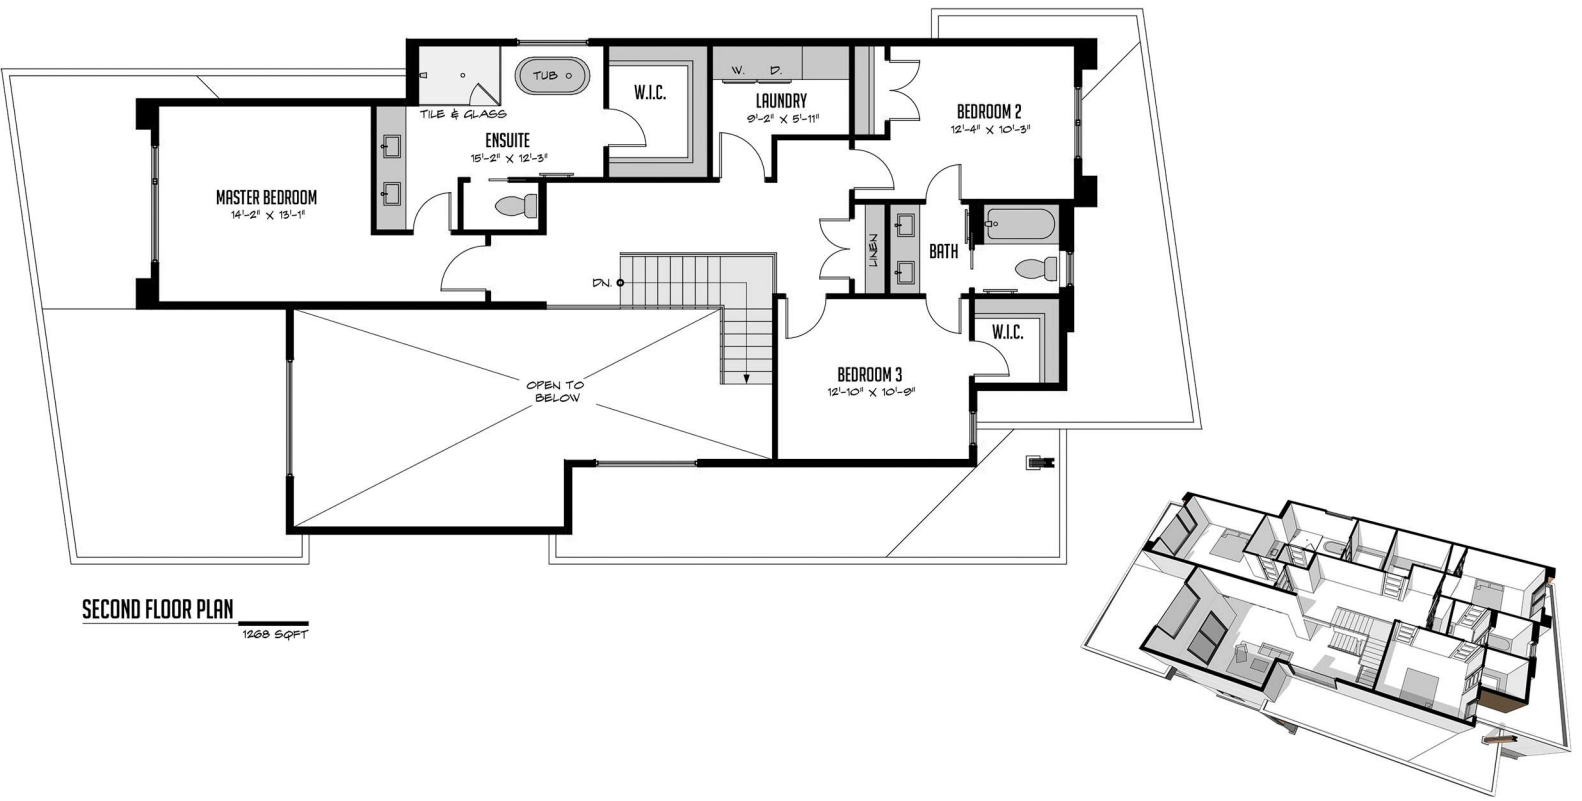 TUB
TILE & GLASS
ENSUITE
15'-2" X 12'-3"
W.I.C.
W.
D.
LAUNDRY
9'-2" X 5'-11"
BEDROOM 2
12'-4" X 10'-3"
MASTER BEDROOM
14'-2" X 13'-1"
LINEN
BATH
DN.
W.I.C.
BEDROOM 3
12'-10" X 10'-9"
OPEN TO
BELOW
SECOND FLOOR PLAN
1268 SQFT